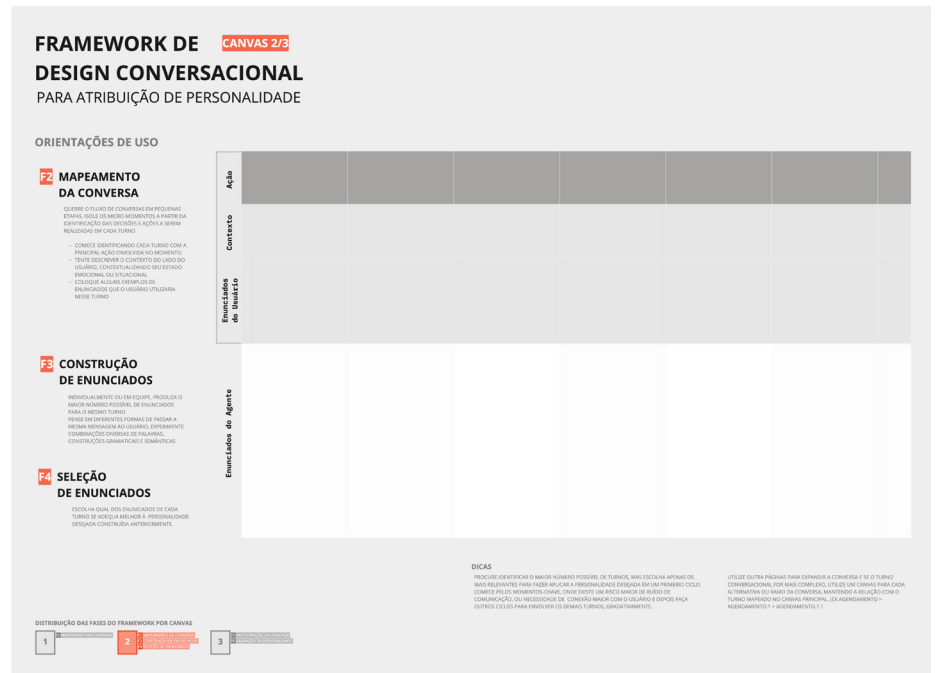 FRAMEWORK DE CANVAS 2/3
DESIGN CONVERSACIONAL
PARA ATRIBUIÇÃO DE PERSONALIDADE
ORIENTAÇÕES DE USO
F2 MAPEAMENTO
DA CONVERSA
QUEBRE O FLUXO DE CONVERSAS EM PEQUENAS
ETAPAS. ISOLE OS MICRO-MOMENTOS A PARTIR DA
IDENTIFICAÇÃO DAS DECISÕES E AÇÕES A SEREM
REALIZADAS EM CADA TURNO.
- COMECE IDENTIFICANDO CADA TURNO COM A
PRINCIPAL AÇÃO ENVOLVIDA NO MOMENTO.
- TENTE DESCREVER O CONTEXTO DO LADO DO
USUÁRIO, CONTEXTUALIZANDO SEU ESTADO
EMOCIONAL OU SITUACIONAL
- COLOQUE ALGUNS EXEMPLOS DE
ENUNCIADOS QUE O USUÁRIO UTILIZARIA
NESSE TURNO
Ação
Contexto
Enunciados
do Usuário
F3 CONSTRUÇÃO
DE ENUNCIADOS
INDIVIDUALMENTE OU EM EQUIPE, PRODUZA O
MAIOR NÚMERO POSSÍVEL DE ENUNCIADOS
PARA O MESMO TURNO.
PENSE EM DIFERENTES FORMAS DE PASSAR A
MESMA MENSAGEM AO USUÁRIO, EXPERIMENTE
COMBINAÇÕES DIVERSAS DE PALAVRAS,
CONSTRUÇÕES GRAMATICAIS E SEMÂNTICAS.
Enunciados do Agente
F4 SELEÇÃO
DE ENUNCIADOS
ESCOLHA QUAL DOS ENUNCIADOS DE CADA
TURNO SE ADEQUA MELHOR À PERSONALIDADE
DESEJADA CONSTRUÍDA ANTERIORMENTE
DICAS
PROCURE IDENTIFICAR O MAIOR NÚMERO POSSÍVEL DE TURNOS, MAS ESCOLHA APENAS OS
MAIS RELEVANTES PARA FAZER APLICAR A PERSONALIDADE DESEJADA EM UM PRIMEIRO CICLO.
COMECE PELOS MOMENTOS-CHAVE, ONDE EXISTE UM RISCO MAIOR DE RUÍDO DE
COMUNICAÇÃO, OU NECESSIDADE DE CONEXÃO MAIOR COM O USUÁRIO E DEPOIS FAÇA
OUTROS CICLOS PARA ENVOLVER OS DEMAIS TURNOS, GRADATIVAMENTE.
UTILIZE OUTRA PÁGINAS PARA EXPANDIR A CONVERSA E SE O TURNO
CONVERSACIONAL FOR MAIS COMPLEXO, UTILIZE UM CANVAS PARA CADA
ALTERNATIVA OU RAMO DA CONVERSA, MANTENDO A RELAÇÃO COM O
TURNO MAPEADO NO CANVAS PRINCIPAL. (EX AGENDAMENTO >
AGENDAMENTO.1 > AGENDAMENTO.1.1
DISTRIBUIÇÃO DAS FASES DO FRAMEWORK POR CANVAS
1
2
3